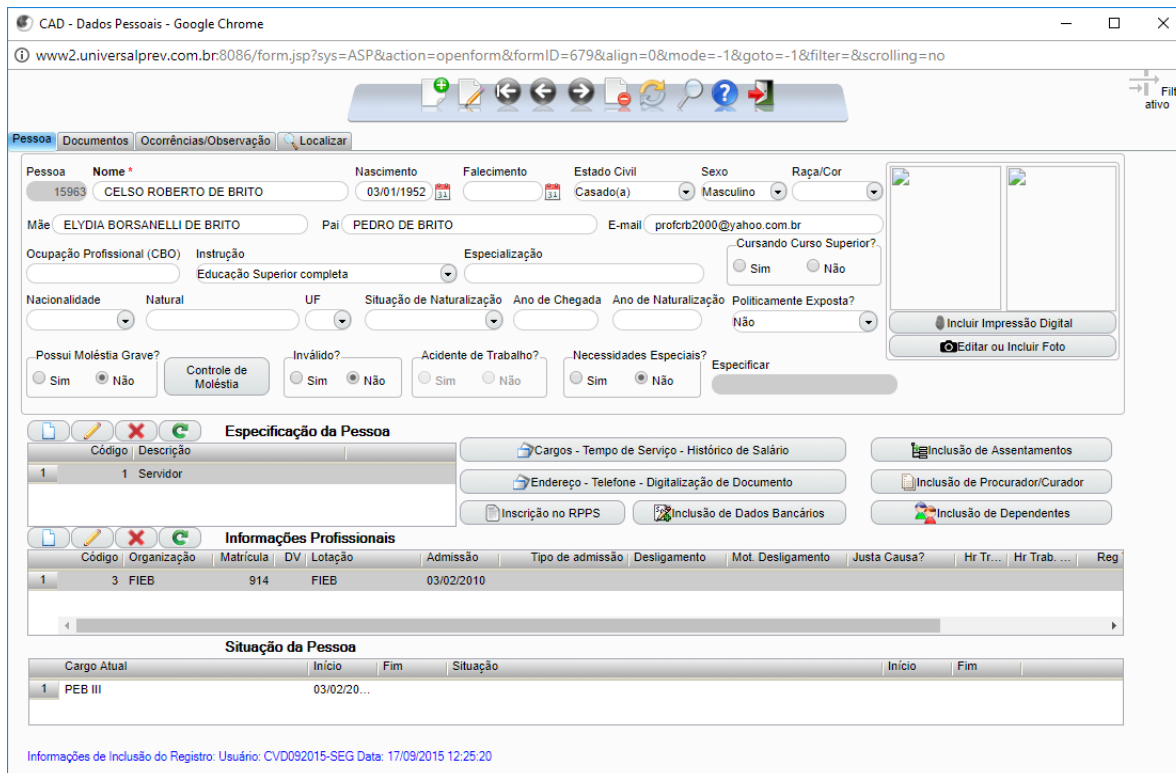 CAD - Dados Pessoais - Google Chrome
www2.universalprev.com.br:8086/form.jsp?sys=ASP&action=openform&formID=679&align=0&mode=-1&goto=-1&filter=&scrolling=no
Filt
ativo
Pessoa Documentos Ocorrências/Observação Localizar
Pessoa Nome * Nascimento Falecimento Estado Civil Sexo Raça/Cor
15963 CELSO ROBERTO DE BRITO 03/01/1952 31 31 Casado(a) Masculino
Mãe ELYDIA BORSANELLI DE BRITO Pai PEDRO DE BRITO E-mail profcrb2000@yahoo.com.br
Ocupação Profissional (CBO) Instrução Especialização Cursando Curso Superior?
Educação Superior completa Sim Não
Nacionalidade Natural UF Situação de Naturalização Ano de Chegada Ano de Naturalização Politicamente Exposta?
Não
Incluir Impressão Digital
Editar ou Incluir Foto
Possui Moléstia Grave? Inválido? Acidente de Trabalho? Necessidades Especiais? Especificar
Sim Não Controle de Moléstia Sim Não Sim Não Sim Não
Especificação da Pessoa
Código Descrição
1 1 Servidor
Cargos - Tempo de Serviço - Histórico de Salário Inclusão de Assentamentos
Endereço - Telefone - Digitalização de Documento Inclusão de Procurador/Curador
Inscrição no RPPS Inclusão de Dados Bancários Inclusão de Dependentes
Informações Profissionais
Código Organização Matrícula DV Lotação Admissão Tipo de admissão Desligamento Mot. Desligamento Justa Causa? Hr Tr... Hr Trab. ... Reg
1 3 FIEB 914 FIEB 03/02/2010
Situação da Pessoa
Cargo Atual Início Fim Situação Início Fim
1 PEB III 03/02/20...
Informações de Inclusão do Registro: Usuário: CVD092015-SEG Data: 17/09/2015 12:25:20